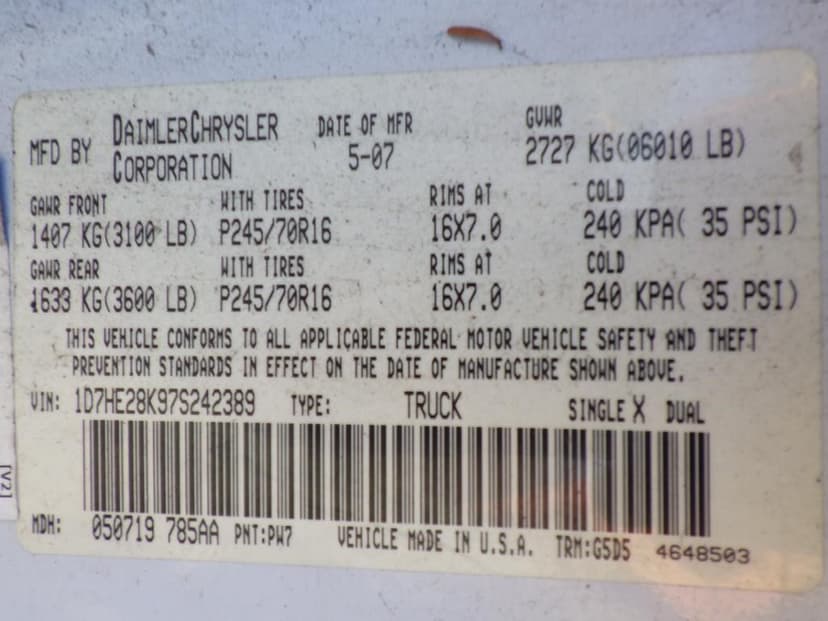 MFD BY DAIMLERCHRYSLER CORPORATION DATE OF MFR 5-07 GVWR 2727 KG(06010 LB)
GAWR FRONT WITH TIRES RIMS AT COLD
1407 KG(3100 LB) P245/70R16 16X7.0 240 KPA( 35 PSI)
GAWR REAR WITH TIRES RIMS AT COLD
1633 KG(3600 LB) P245/70R16 16X7.0 240 KPA( 35 PSI)
THIS VEHICLE CONFORMS TO ALL APPLICABLE FEDERAL MOTOR VEHICLE SAFETY AND THEFT
PREVENTION STANDARDS IN EFFECT ON THE DATE OF MANUFACTURE SHOWN ABOVE.
VIN: 1D7HE28K97S242389 TYPE: TRUCK SINGLE X DUAL
MDH: 050719 785AA PNT:PW7 VEHICLE MADE IN U.S.A. TRM:G5D5 4648503
[V2]